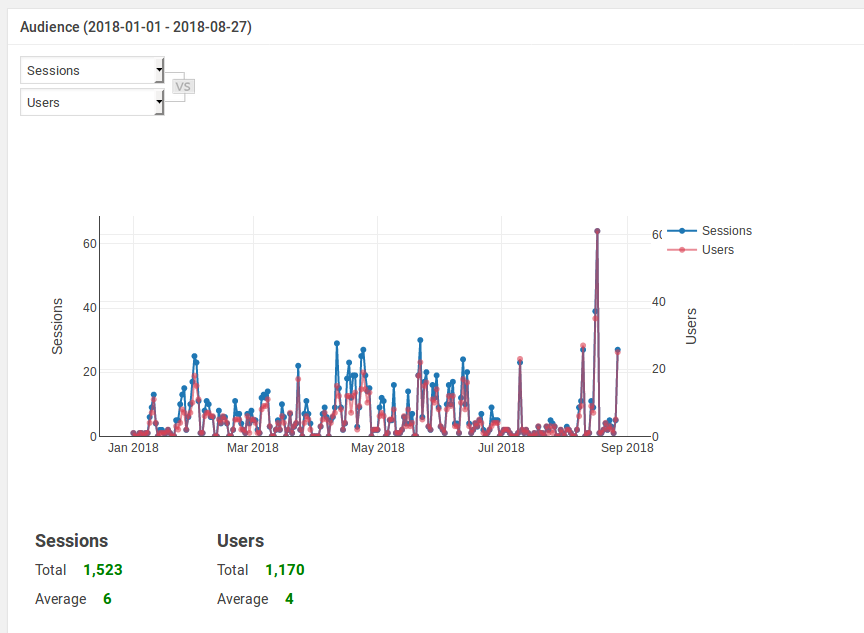 Audience (2018-01-01 - 2018-08-27)
Sessions
VS
Users
60
40
20
0
Sessions
Jan 2018
Mar 2018
May 2018
Jul 2018
Sep 2018
60
40
20
0
Users
Sessions
Users
Sessions
Total 1,523
Average 6
Users
Total 1,170
Average 4